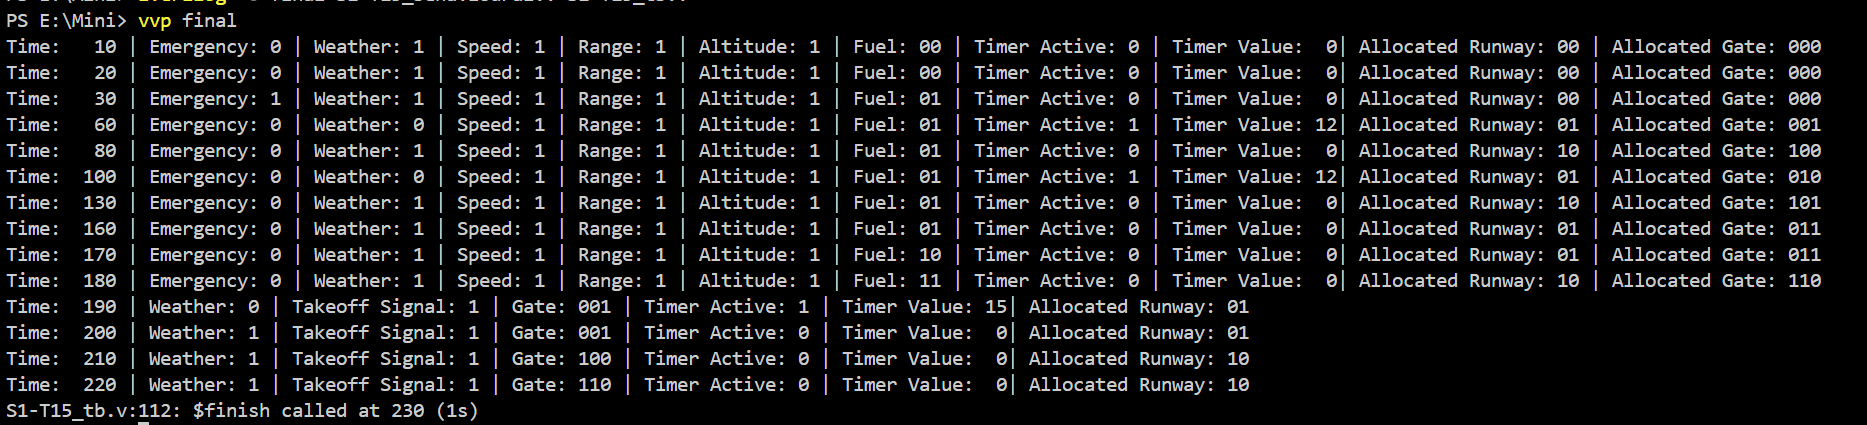 PS E:\Mini> vvp final
Time:   10 | Emergency: 0 | Weather: 1 | Speed: 1 | Range: 1 | Altitude: 1 | Fuel: 00 | Timer Active: 0 | Timer Value:  0| Allocated Runway: 00 | Allocated Gate: 000
Time:   20 | Emergency: 0 | Weather: 1 | Speed: 1 | Range: 1 | Altitude: 1 | Fuel: 00 | Timer Active: 0 | Timer Value:  0| Allocated Runway: 00 | Allocated Gate: 000
Time:   30 | Emergency: 1 | Weather: 1 | Speed: 1 | Range: 1 | Altitude: 1 | Fuel: 01 | Timer Active: 0 | Timer Value:  0| Allocated Runway: 00 | Allocated Gate: 000
Time:   60 | Emergency: 0 | Weather: 0 | Speed: 1 | Range: 1 | Altitude: 1 | Fuel: 01 | Timer Active: 1 | Timer Value: 12| Allocated Runway: 01 | Allocated Gate: 001
Time:   80 | Emergency: 0 | Weather: 1 | Speed: 1 | Range: 1 | Altitude: 1 | Fuel: 01 | Timer Active: 0 | Timer Value:  0| Allocated Runway: 10 | Allocated Gate: 100
Time:  100 | Emergency: 0 | Weather: 0 | Speed: 1 | Range: 1 | Altitude: 1 | Fuel: 01 | Timer Active: 1 | Timer Value: 12| Allocated Runway: 01 | Allocated Gate: 010
Time:  130 | Emergency: 0 | Weather: 1 | Speed: 1 | Range: 1 | Altitude: 1 | Fuel: 01 | Timer Active: 0 | Timer Value:  0| Allocated Runway: 10 | Allocated Gate: 101
Time:  160 | Emergency: 0 | Weather: 1 | Speed: 1 | Range: 1 | Altitude: 1 | Fuel: 01 | Timer Active: 0 | Timer Value:  0| Allocated Runway: 01 | Allocated Gate: 011
Time:  170 | Emergency: 0 | Weather: 1 | Speed: 1 | Range: 1 | Altitude: 1 | Fuel: 10 | Timer Active: 0 | Timer Value:  0| Allocated Runway: 01 | Allocated Gate: 011
Time:  180 | Emergency: 0 | Weather: 1 | Speed: 1 | Range: 1 | Altitude: 1 | Fuel: 11 | Timer Active: 0 | Timer Value:  0| Allocated Runway: 10 | Allocated Gate: 110
Time:  190 | Weather: 0 | Takeoff Signal: 1 | Gate: 001 | Timer Active: 1 | Timer Value: 15| Allocated Runway: 01
Time:  200 | Weather: 1 | Takeoff Signal: 1 | Gate: 001 | Timer Active: 0 | Timer Value:  0| Allocated Runway: 01
Time:  210 | Weather: 1 | Takeoff Signal: 1 | Gate: 100 | Timer Active: 0 | Timer Value:  0| Allocated Runway: 10
Time:  220 | Weather: 1 | Takeoff Signal: 1 | Gate: 110 | Timer Active: 0 | Timer Value:  0| Allocated Runway: 10
S1-T15_tb.v:112: $finish called at 230 (1s)